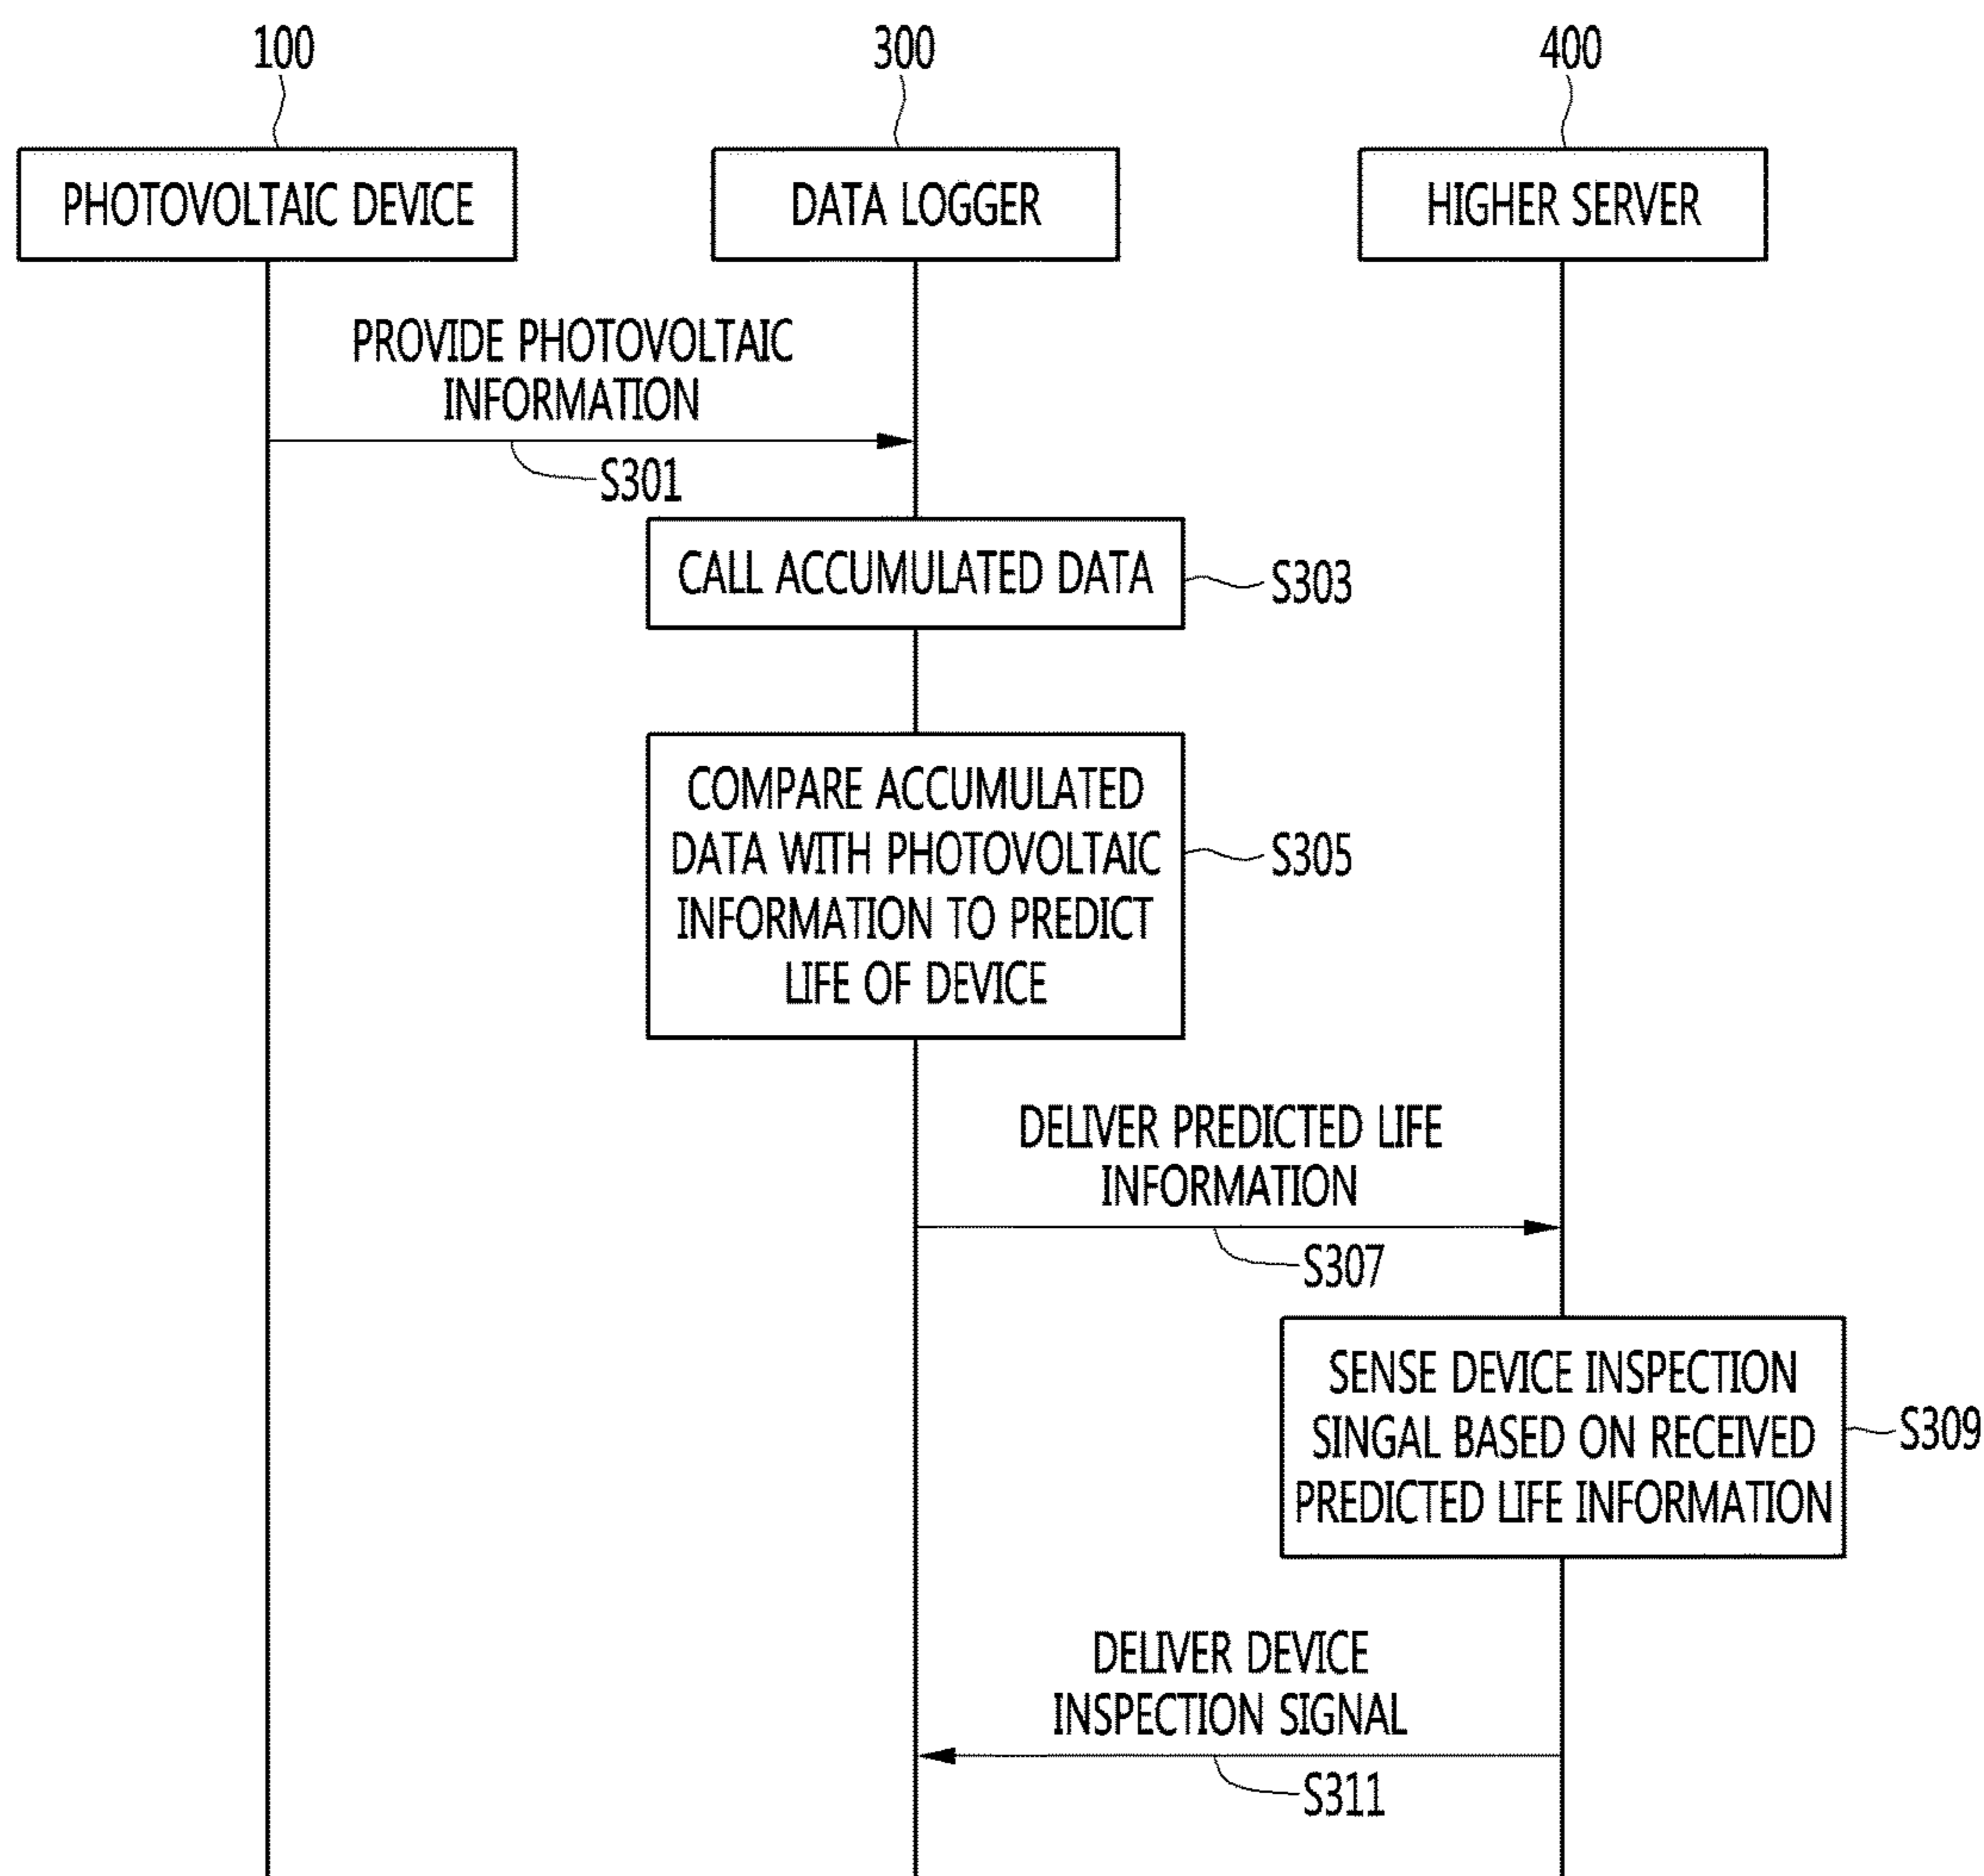 100
300
400
PHOTOVOLTAIC DEVICE
DATA LOGGER
HIGHER SERVER
PROVIDE PHOTOVOLTAIC
INFORMATION
S301
CALL ACCUMULATED DATA
S303
COMPARE ACCUMULATED
DATA WITH PHOTOVOLTAIC
INFORMATION TO PREDICT
LIFE OF DEVICE
S305
DELIVER PREDICTED LIFE
INFORMATION
S307
SENSE DEVICE INSPECTION
SINGAL BASED ON RECEIVED
PREDICTED LIFE INFORMATION
S309
DELIVER DEVICE
INSPECTION SIGNAL
S311